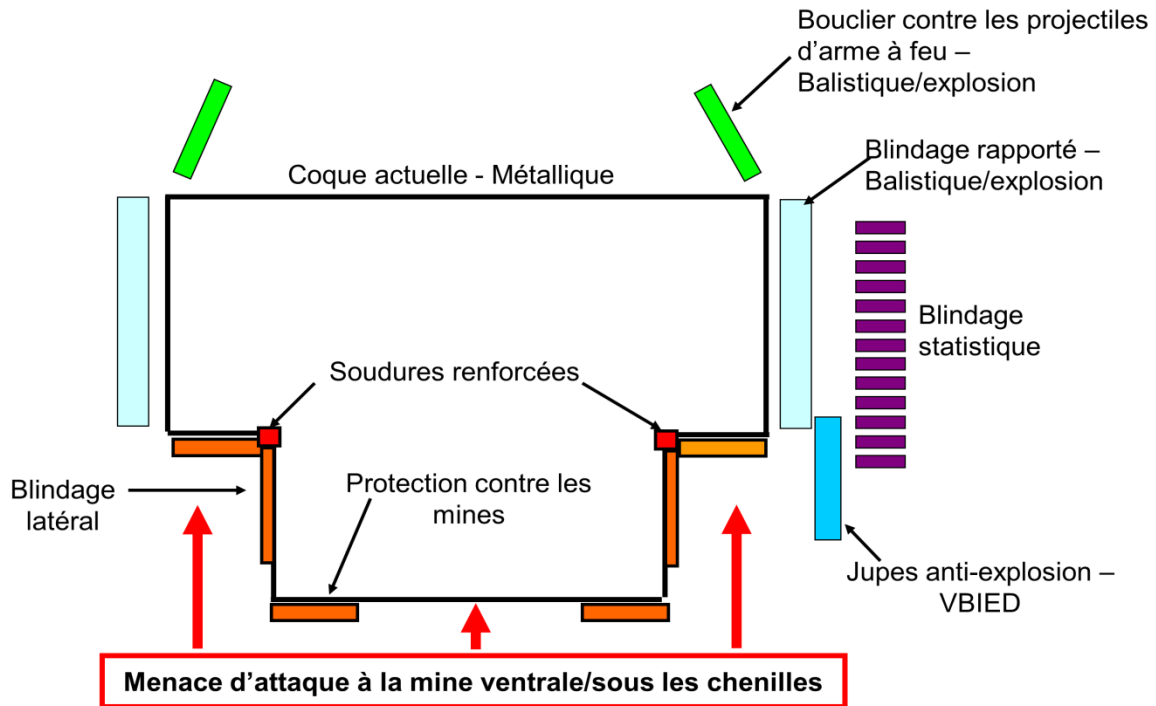 Bouclier contre les projectiles
d’arme à feu –
Balistique/explosion
Coque actuelle - Métallique
Blindage rapporté –
Balistique/explosion
Blindage
statistique
Soudures renforcées
Blindage
latéral
Protection contre les
mines
Jupes anti-explosion –
VBIED
Menace d’attaque à la mine ventrale/sous les chenilles